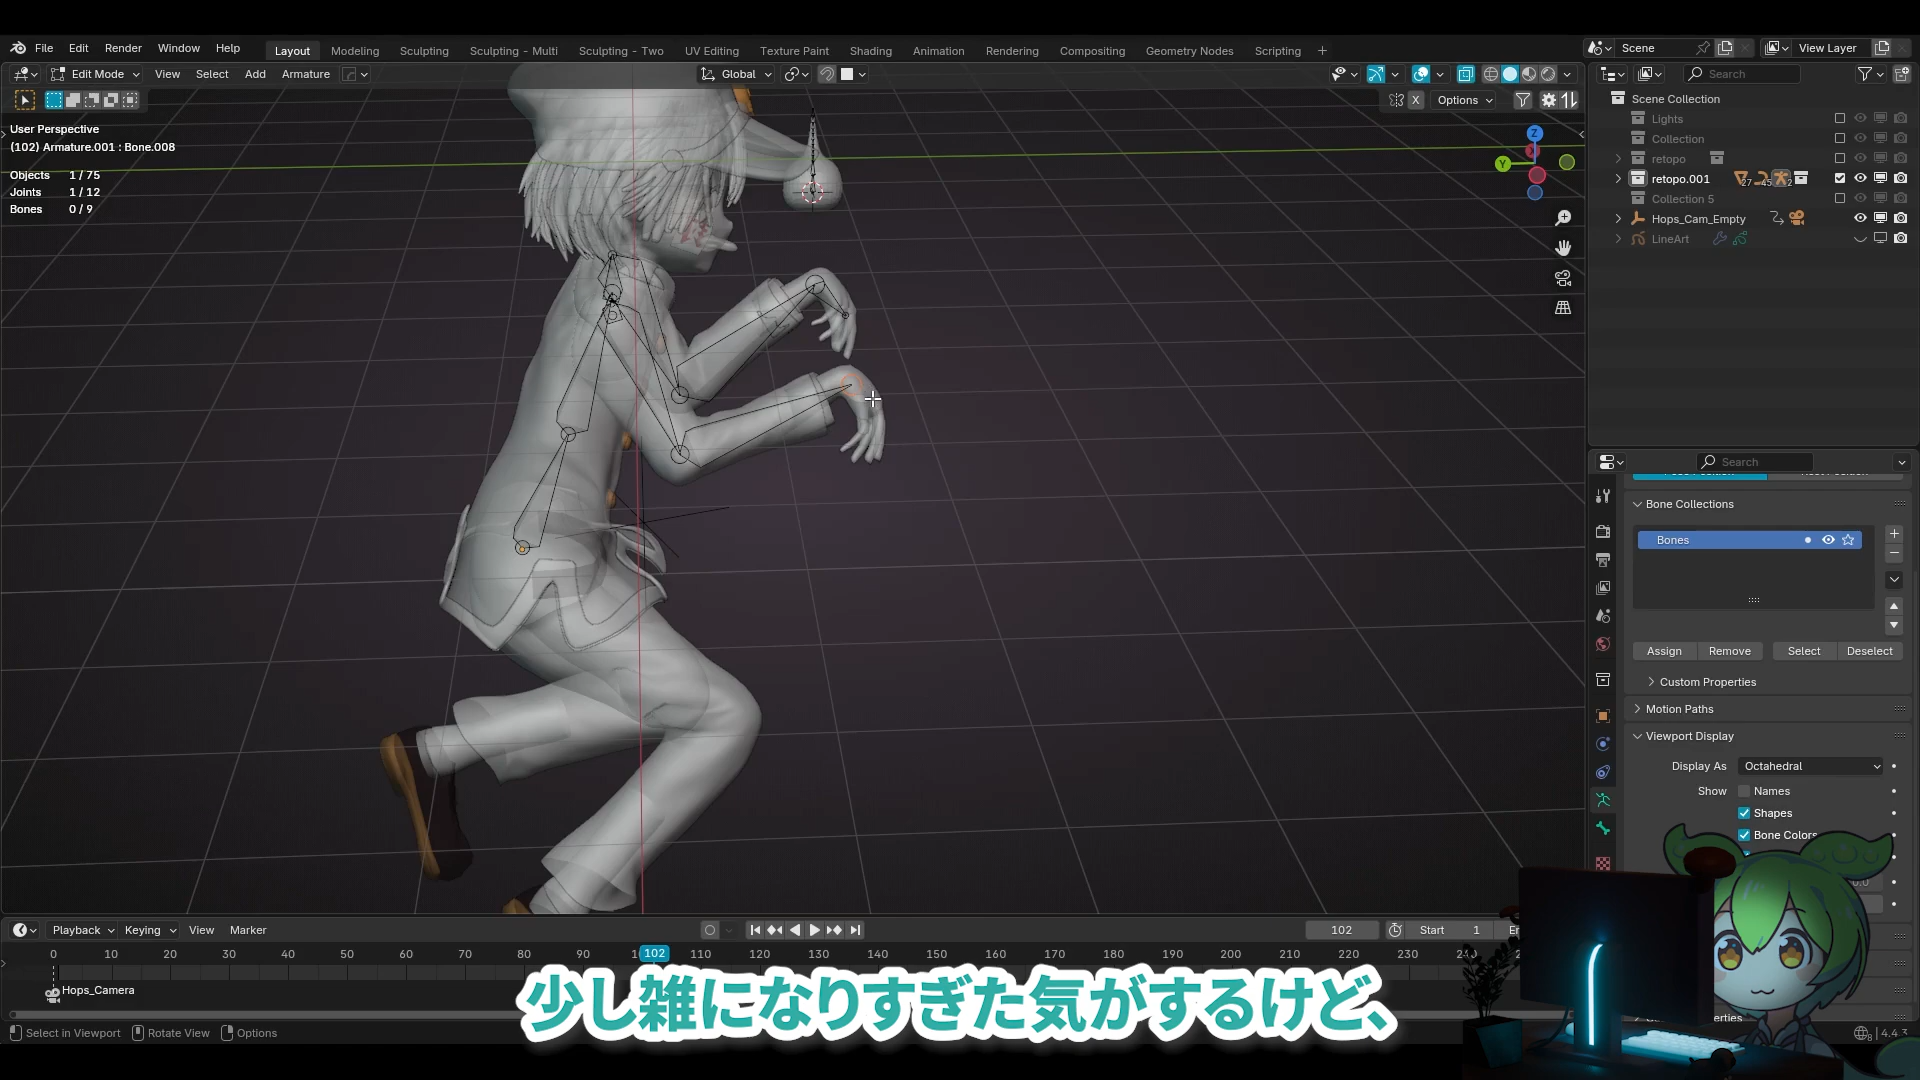 File Edit Render Window Help Layout Modeling Sculpting Sculpting - Multi Sculpting - Two UV Editing Texture Paint Shading Animation Rendering Compositing Geometry Nodes Scripting + Scene View Layer
Edit Mode View Select Add Armature Global Search
X Options
User Perspective
(102) Armature.001 : Bone.008
Objects 1 / 75
Joints 1 / 12
Bones 0 / 9
Z
Y
Scene Collection
Lights
Collection
retopo
retopo.001 27 45 2
Collection 5
Hops_Cam_Empty
LineArt
Search
Bone Collections
Bones
Assign Remove Select Deselect
Custom Properties
Motion Paths
Viewport Display
Display As Octahedral
Show Names
Shapes
Bone Colors
Playback Keying View Marker 102 Start 1
0 10 20 30 40 50 60 70 80 90 102 110 120 130 140 150 160 170 180 190 200 210 220 230 240
Hops_Camera
少し雑になりすぎた気がするけど、
Select in Viewport Rotate View Options 4.4.3